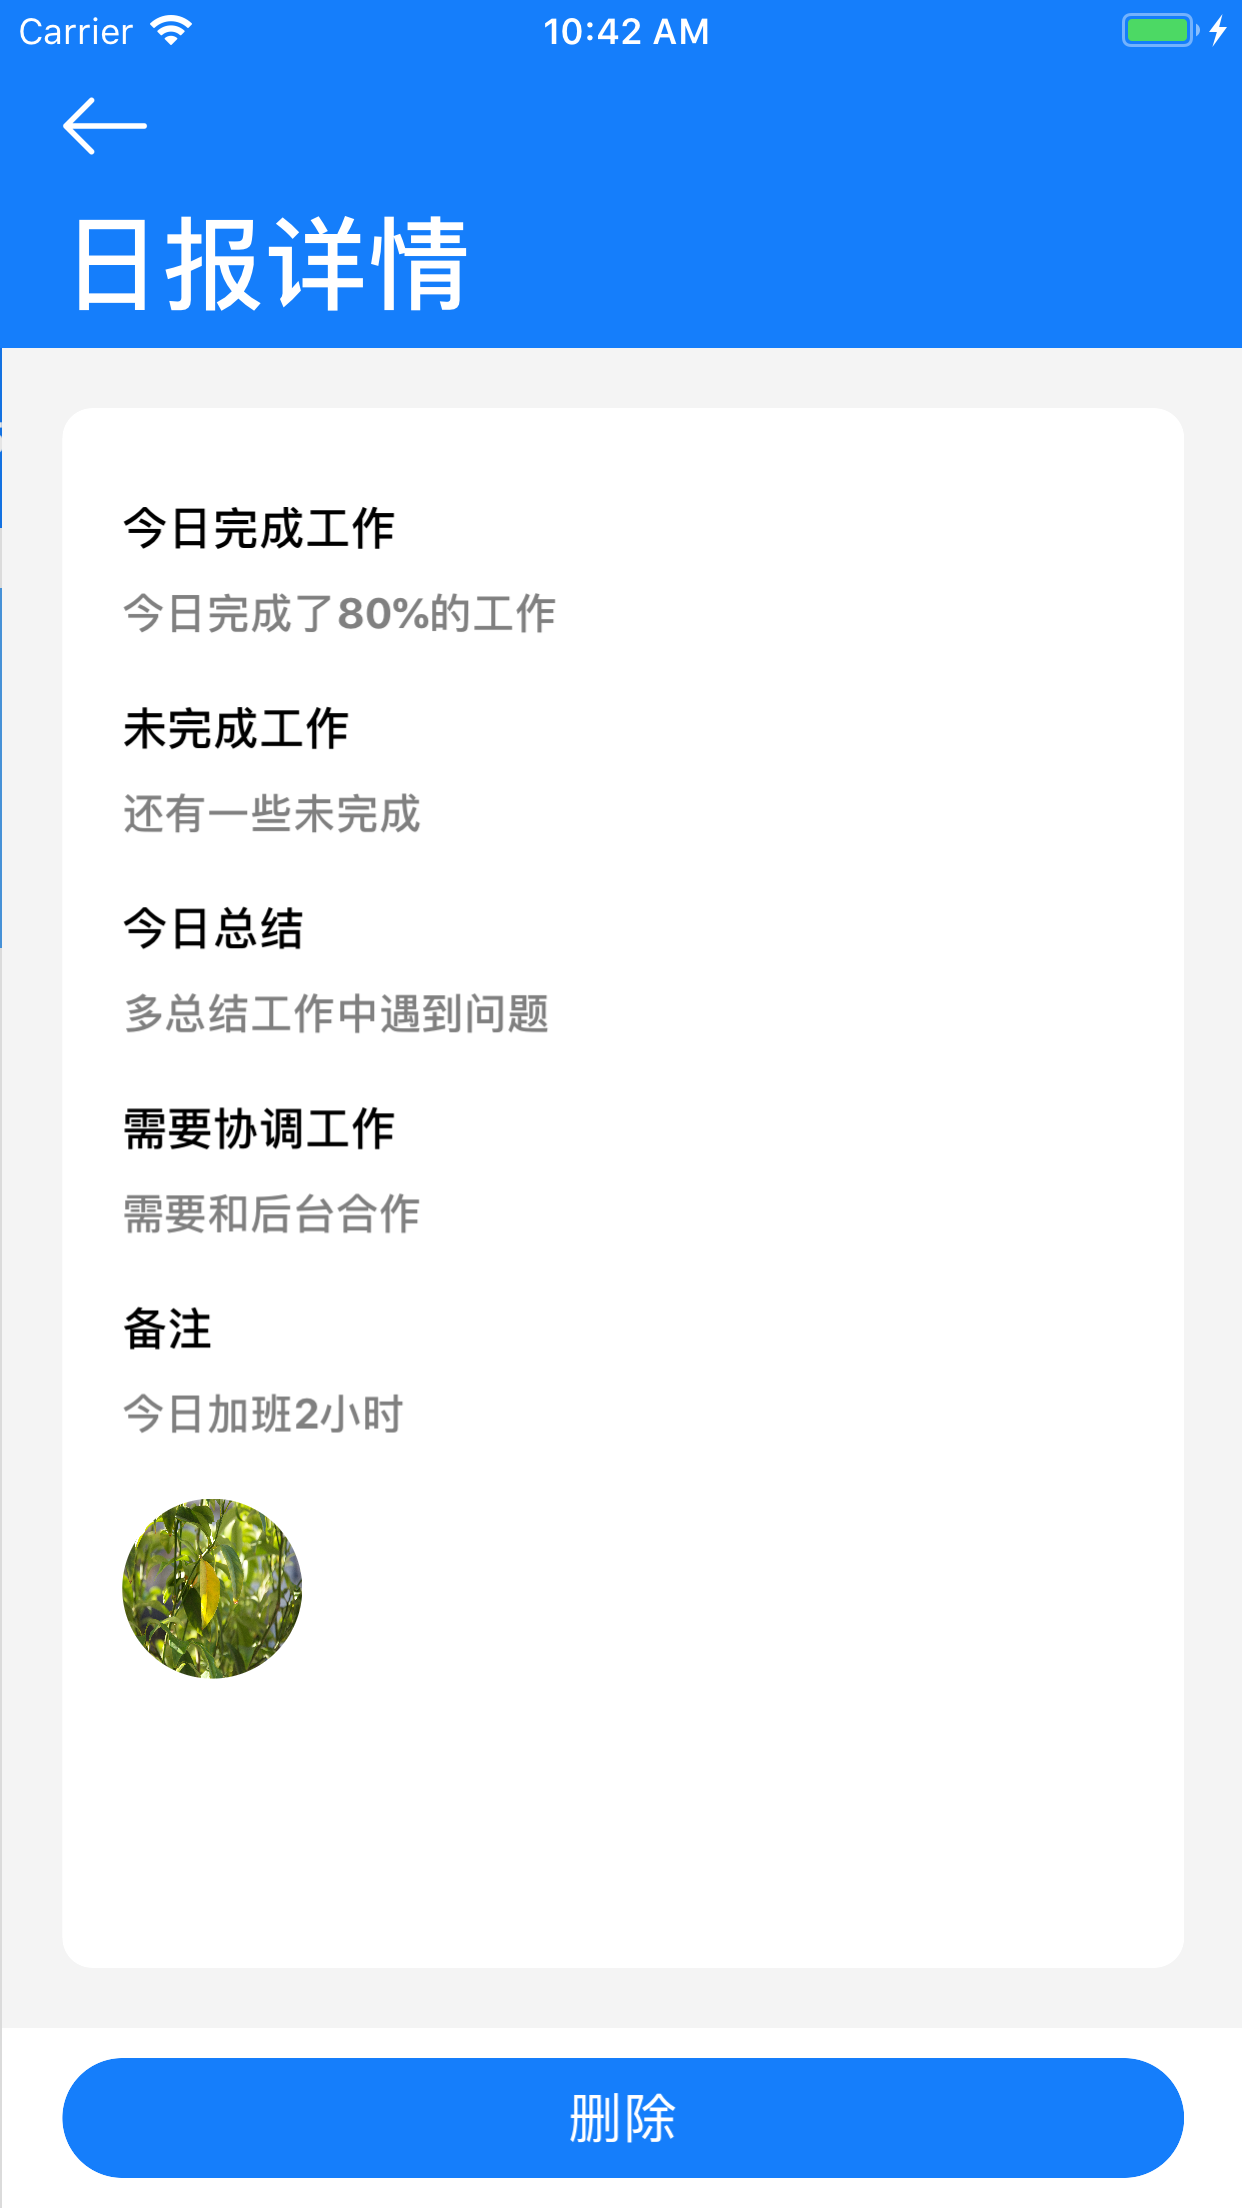 Carrier 10:42 AM
日报详情
今日完成工作
今日完成了80%的工作
未完成工作
还有一些未完成
今日总结
多总结工作中遇到问题
需要协调工作
需要和后台合作
备注
今日加班2小时
删除